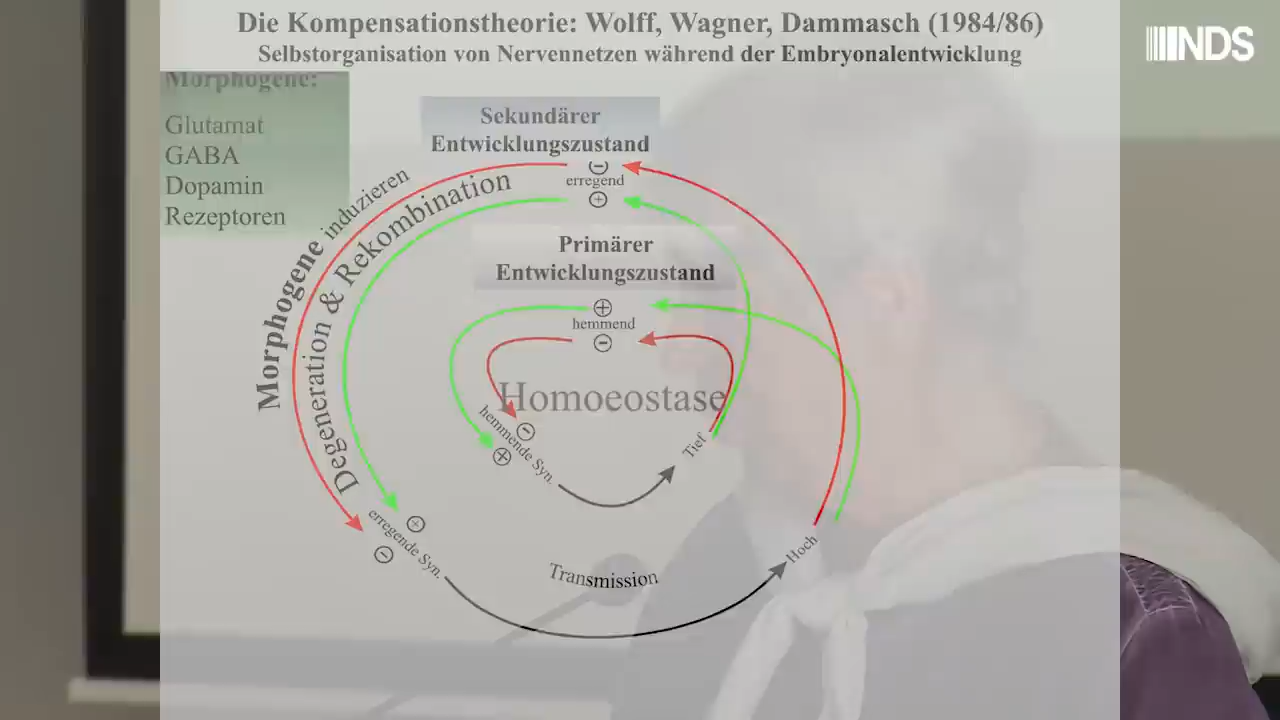 Die Kompensationstheorie: Wolff, Wagner, Dammasch (1984/86)
Selbstorganisation von Nervennetzen während der Embryonalentwicklung
NDS
Morphogene:
Glutamat
GABA
Dopamin
Rezeptoren
Sekundärer
Entwicklungszustand
erregend
Morphogene induzieren
Degeneration & Rekombination
Primärer
Entwicklungszustand
hemmend
Homoeostase
hemmende Syn.
Tief
erregende Syn.
Hoch
Transmission